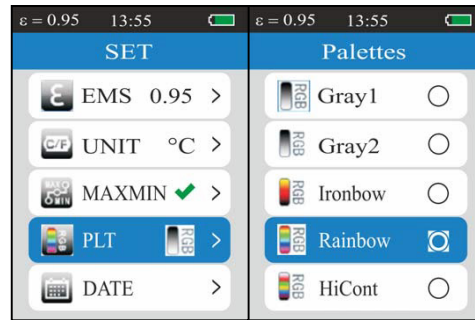 ε = 0.95 13:55
SET
EMS 0.95 >
UNIT °C >
C/F
MAXMIN ✔ >
MAX
MIN
PLT RGB >
RGB
DATE >
ε = 0.95 13:55
Palettes
RGB Gray1
RGB Gray2
RGB Ironbow
RGB Rainbow
RGB HiCont